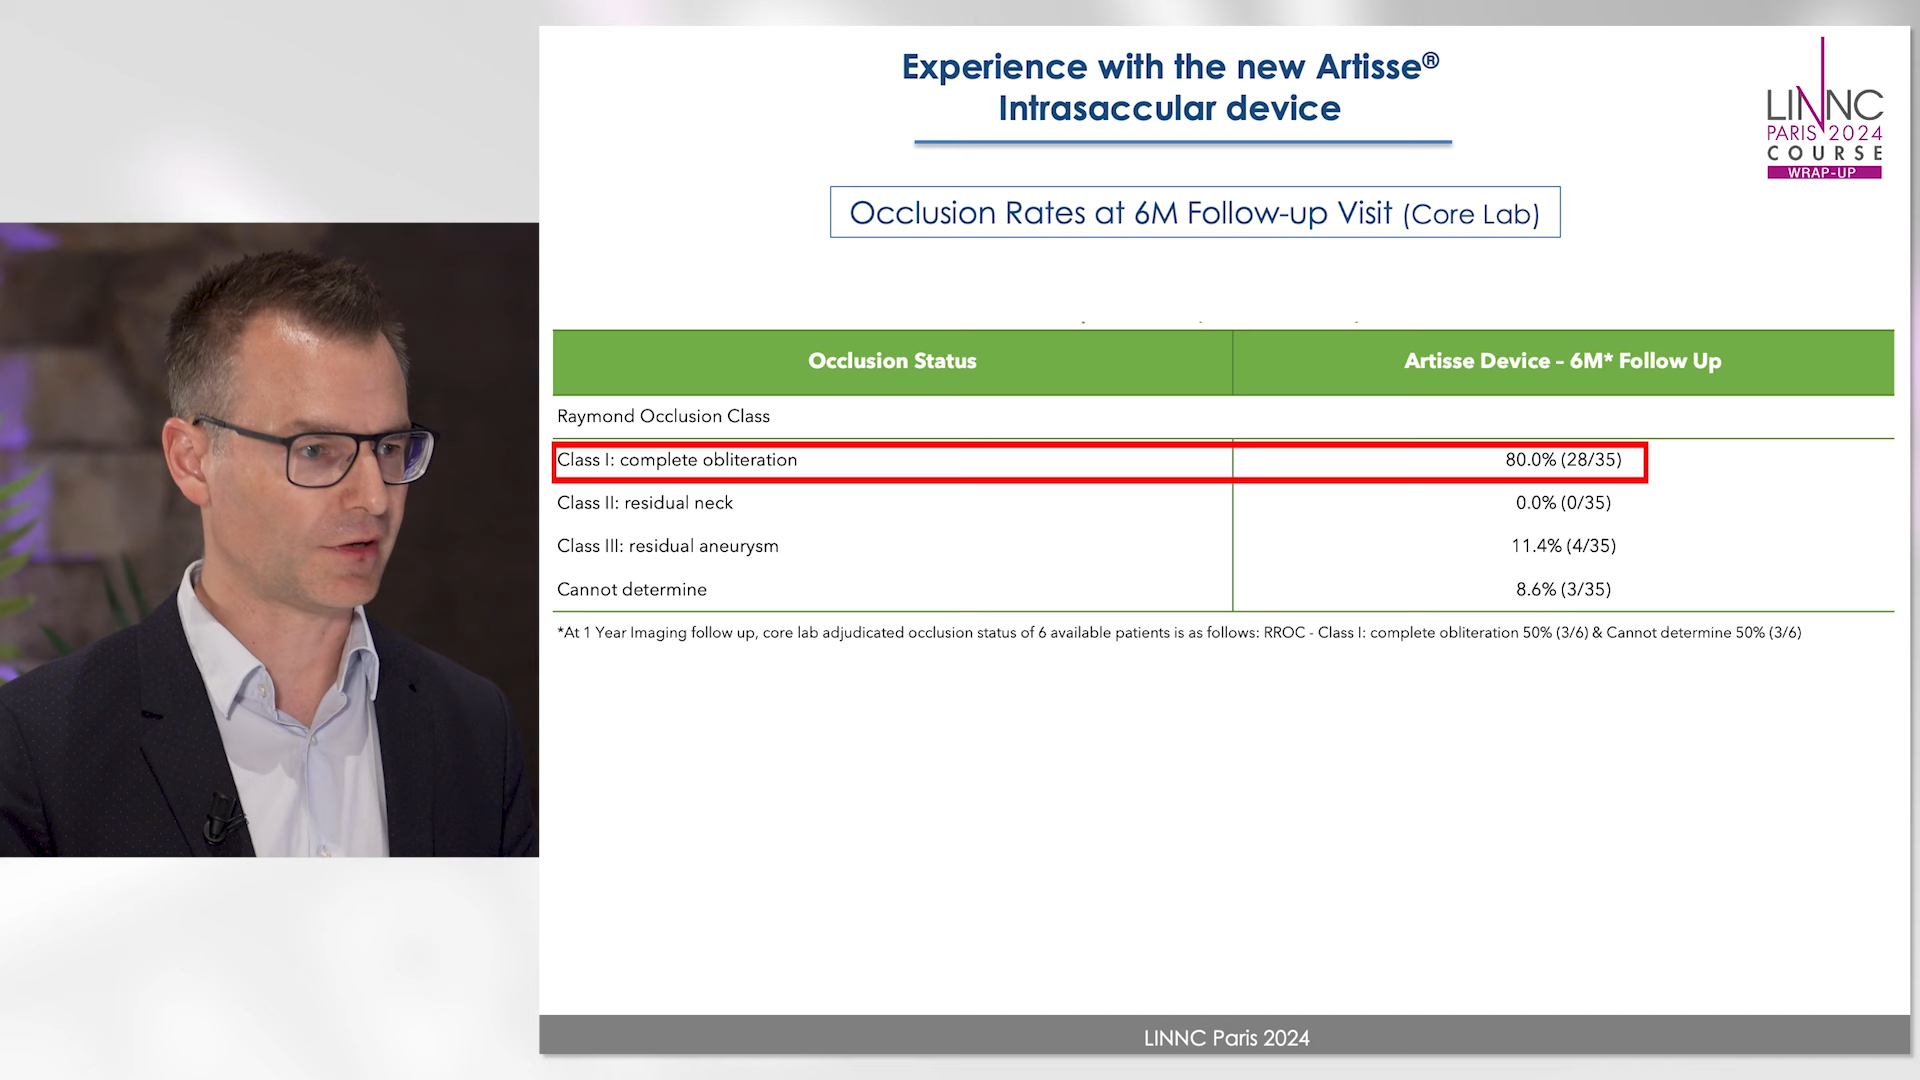 Experience with the new Artisse®
Intrasaccular device
LINNC
PARIS 2024
COURSE
WRAP-UP
Occlusion Rates at 6M Follow-up Visit (Core Lab)
Occlusion Status Artisse Device – 6M* Follow Up
Raymond Occlusion Class
Class I: complete obliteration 80.0% (28/35)
Class II: residual neck 0.0% (0/35)
Class III: residual aneurysm 11.4% (4/35)
Cannot determine 8.6% (3/35)
*At 1 Year Imaging follow up, core lab adjudicated occlusion status of 6 available patients is as follows: RROC - Class I: complete obliteration 50% (3/6) & Cannot determine 50% (3/6)
LINNC Paris 2024